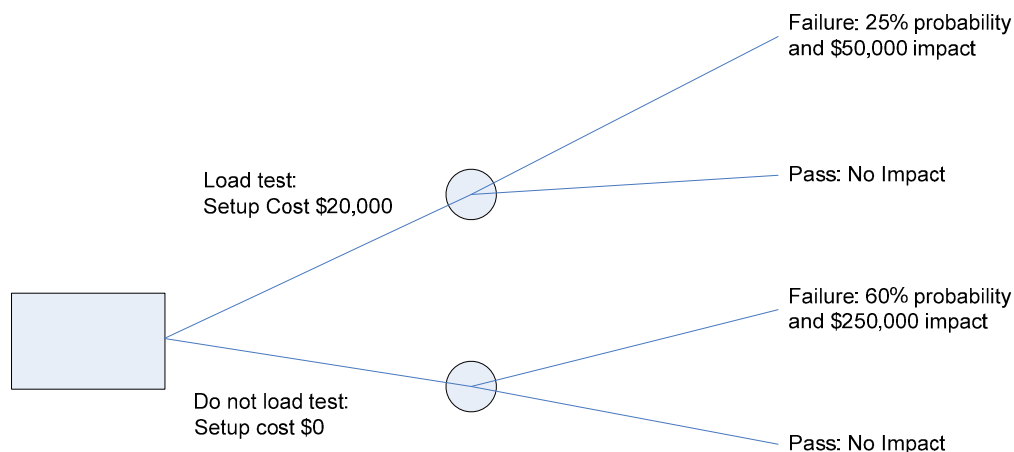 Failure: 25% probability
and $50,000 impact
Load test:
Setup Cost $20,000
Pass: No Impact
Failure: 60% probability
and $250,000 impact
Do not load test:
Setup cost $0
Pass: No Impact